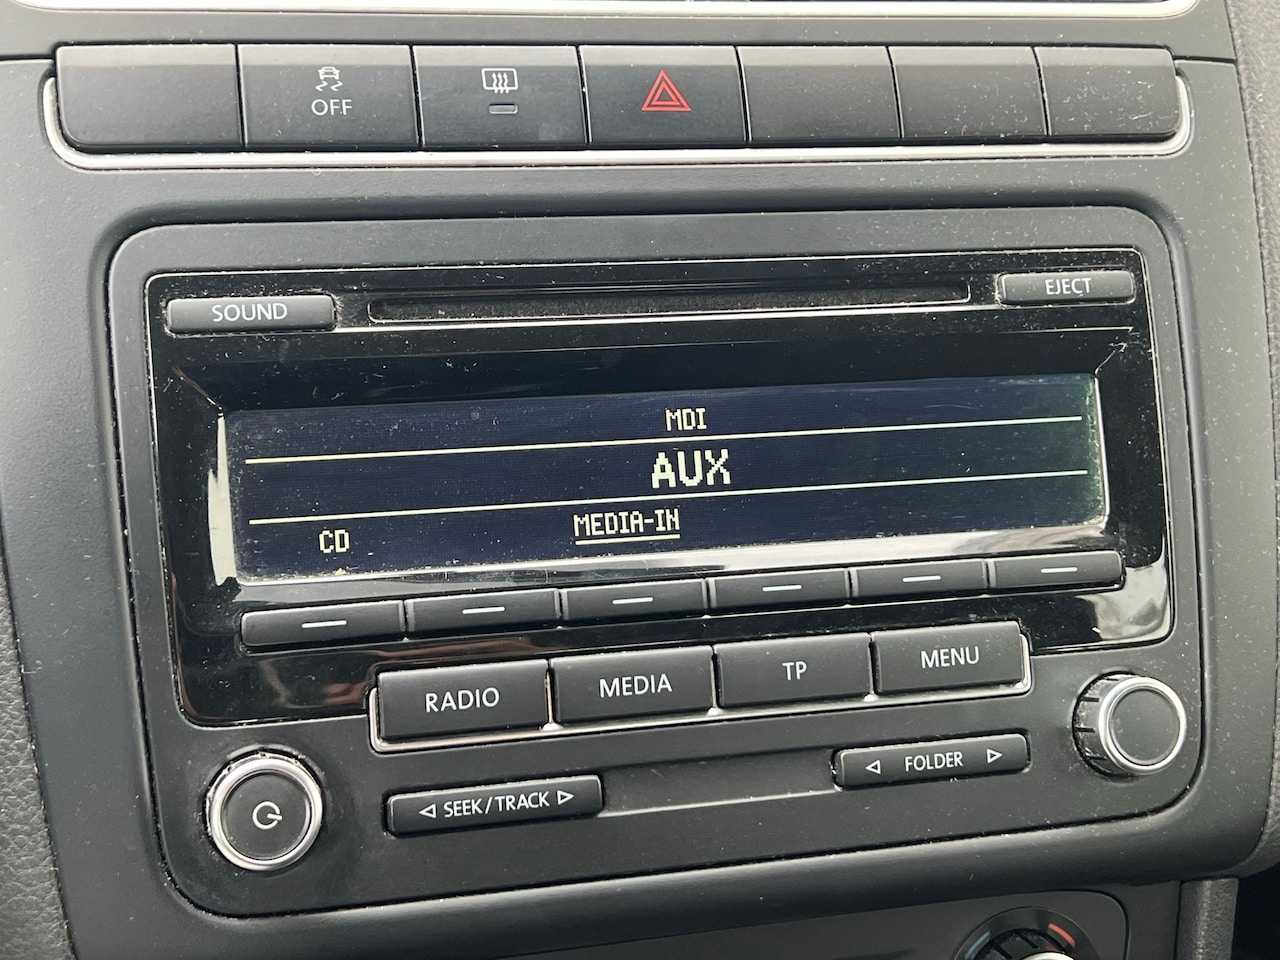 OFF
SOUND
EJECT
MDI
AUX
CD MEDIA-IN
RADIO MEDIA TP MENU
SEEK/TRACK FOLDER